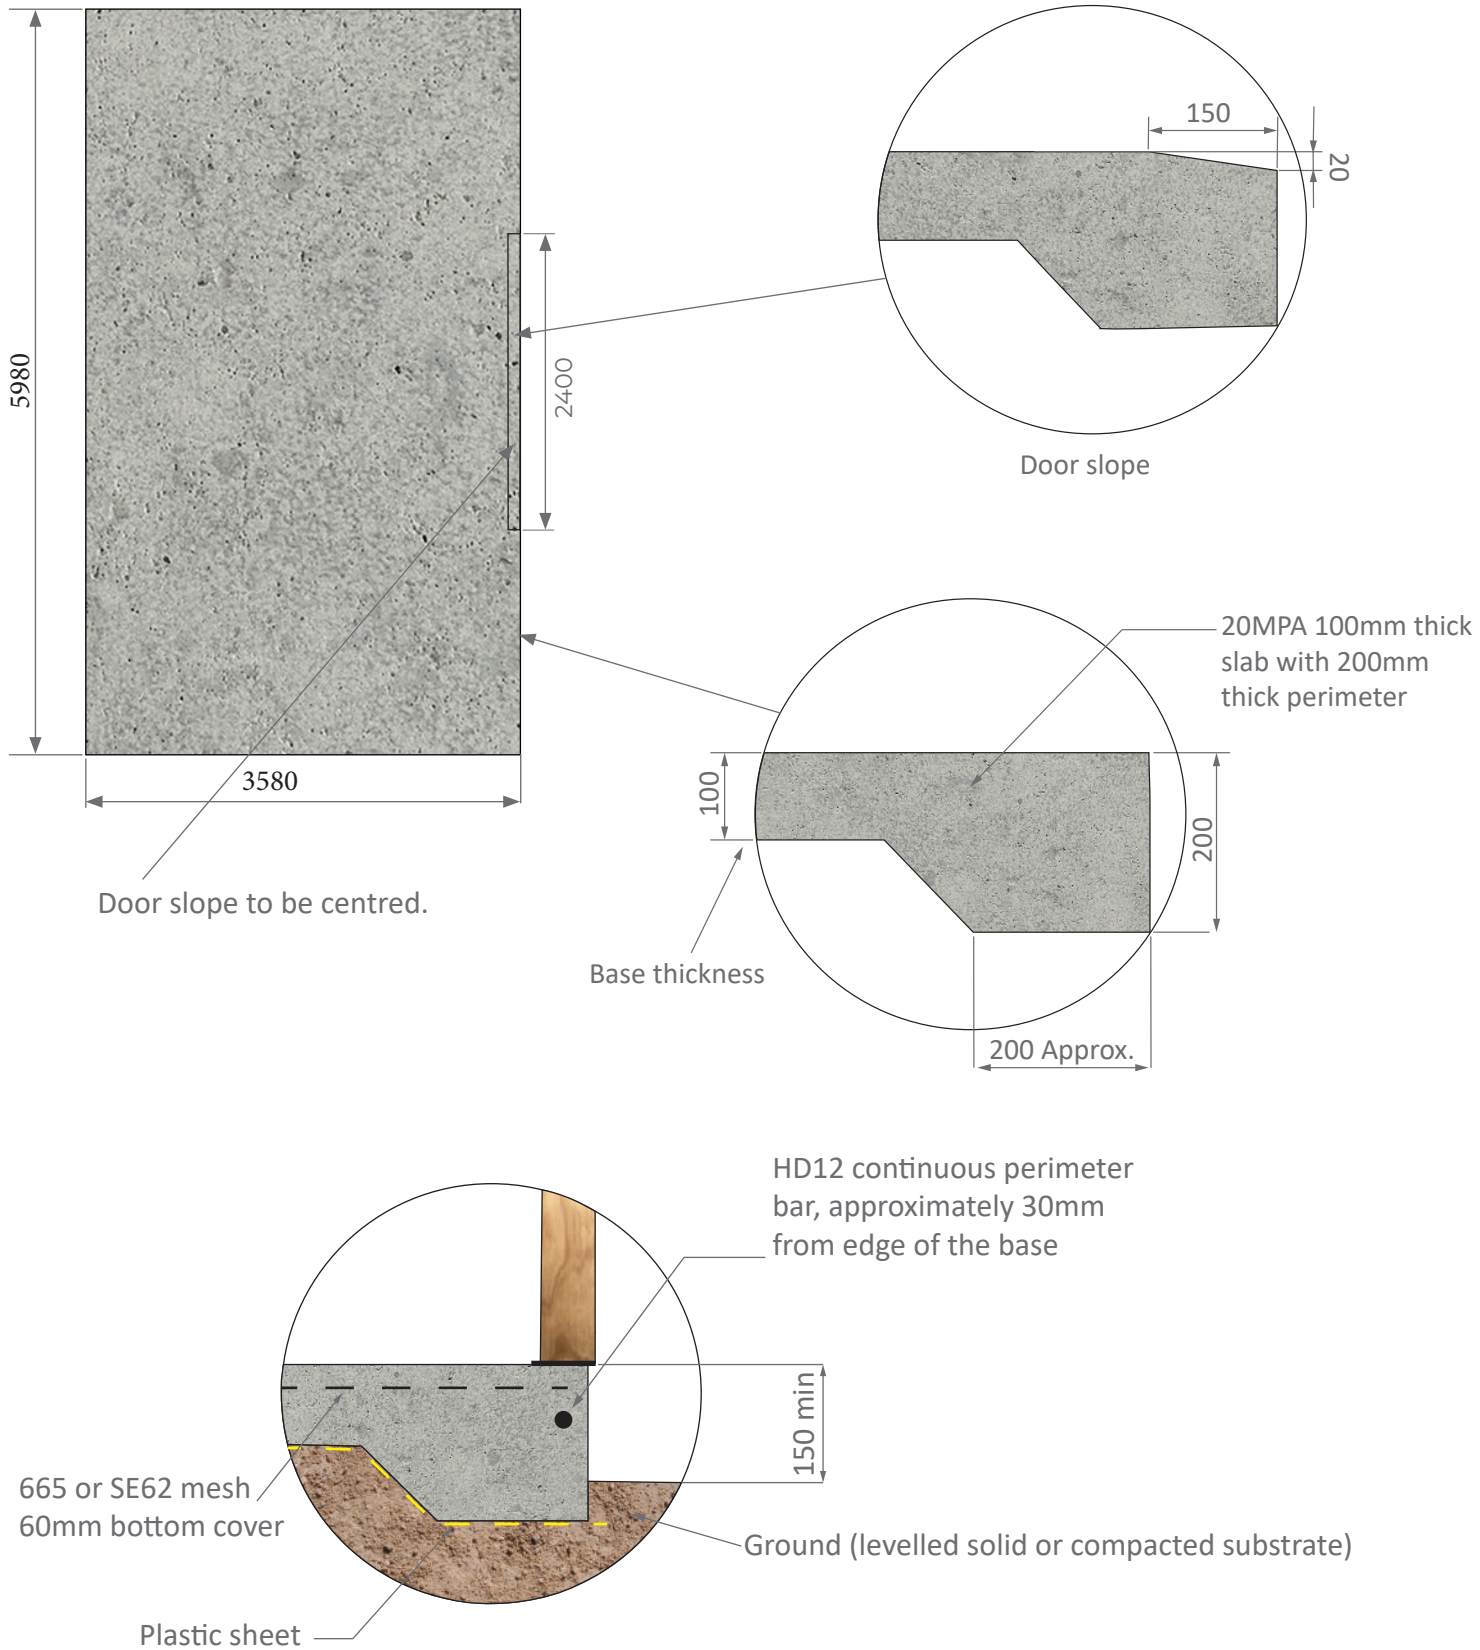 150
20
Door slope
5980
2400
3580
Door slope to be centred.
20MPA 100mm thick
slab with 200mm
thick perimeter
100
200
Base thickness
200 Approx.
HD12 continuous perimeter
bar, approximately 30mm
from edge of the base
150 min
665 or SE62 mesh
60mm bottom cover
Ground (levelled solid or compacted substrate)
Plastic sheet